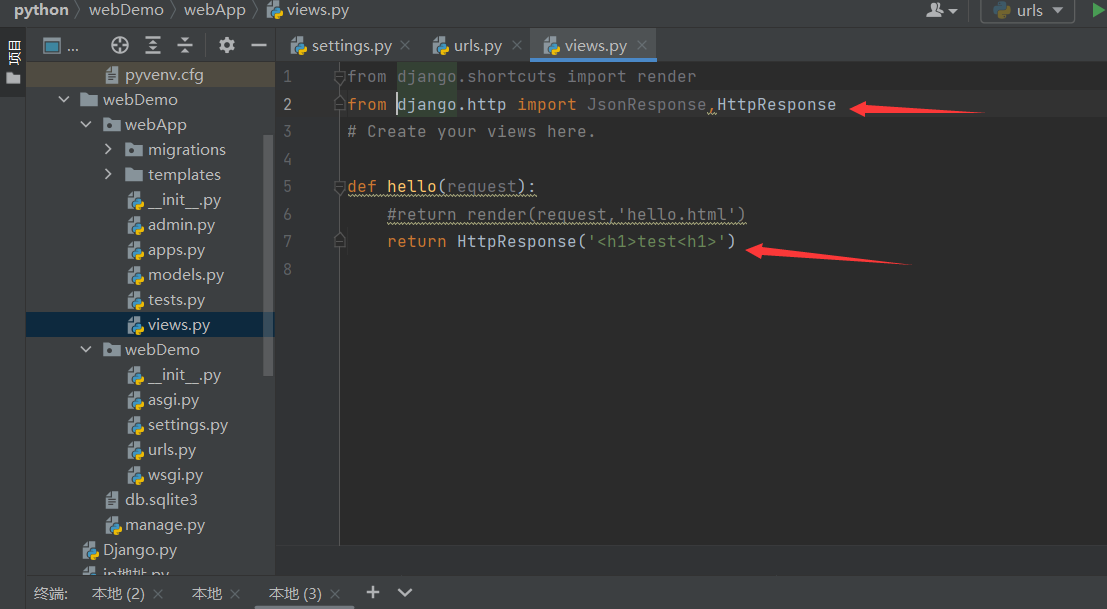 python webDemo webApp views.py urls
项目 ... settings.py urls.py views.py
pyvenv.cfg
webDemo
webApp
migrations
templates
__init__.py
admin.py
apps.py
models.py
tests.py
views.py
webDemo
__init__.py
asgi.py
settings.py
urls.py
wsgi.py
db.sqlite3
manage.py
Django.py
ip地址.py
1 from django.shortcuts import render
2 from django.http import JsonResponse,HttpResponse
3 # Create your views here.
4
5 def hello(request):
6 #return render(request,'hello.html')
7 return HttpResponse('<h1>test<h1>')
8
终端: 本地 (2) 本地 本地 (3)